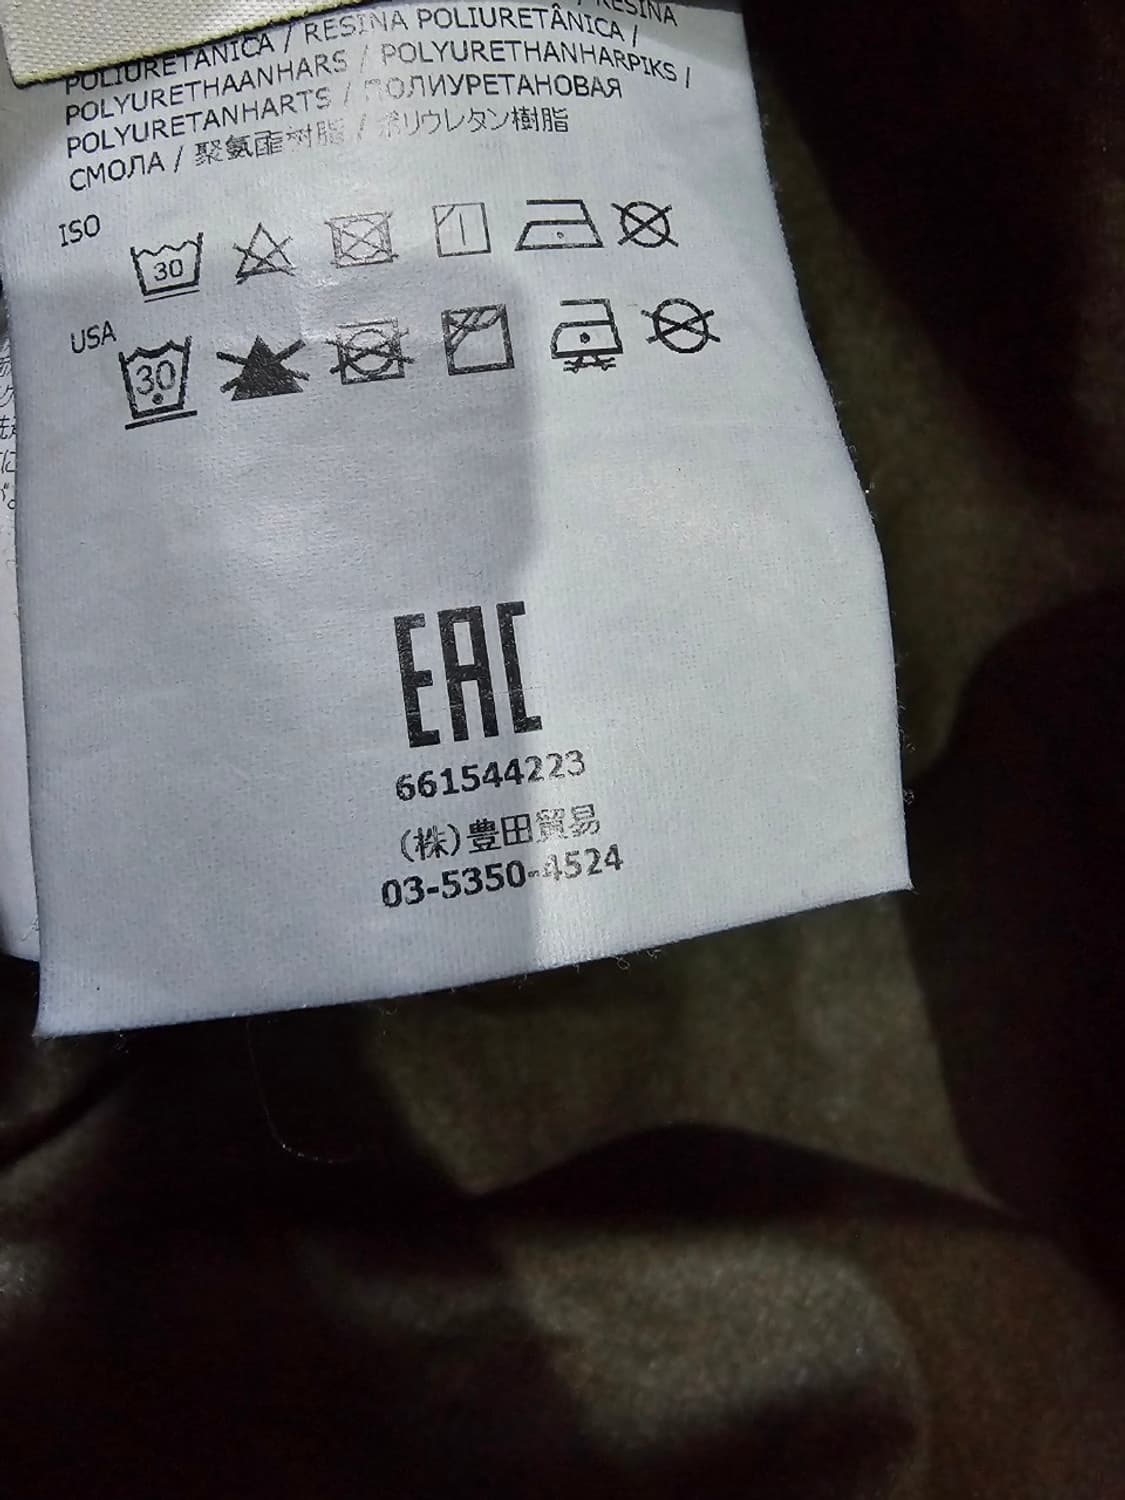 POLIURETÂNICA / RESINA POLIURETÂNICA /
POLYURETHAANHARS / POLYURETHANHARPIKS /
POLYURETANHARTS / ПОЛИУРЕТАНОВАЯ
СМОЛА / 聚氨酯树脂 / ポリウレタン樹脂
ISO
30
USA
30
EAC
661544223
(株)豊田貿易
03-5350-4524